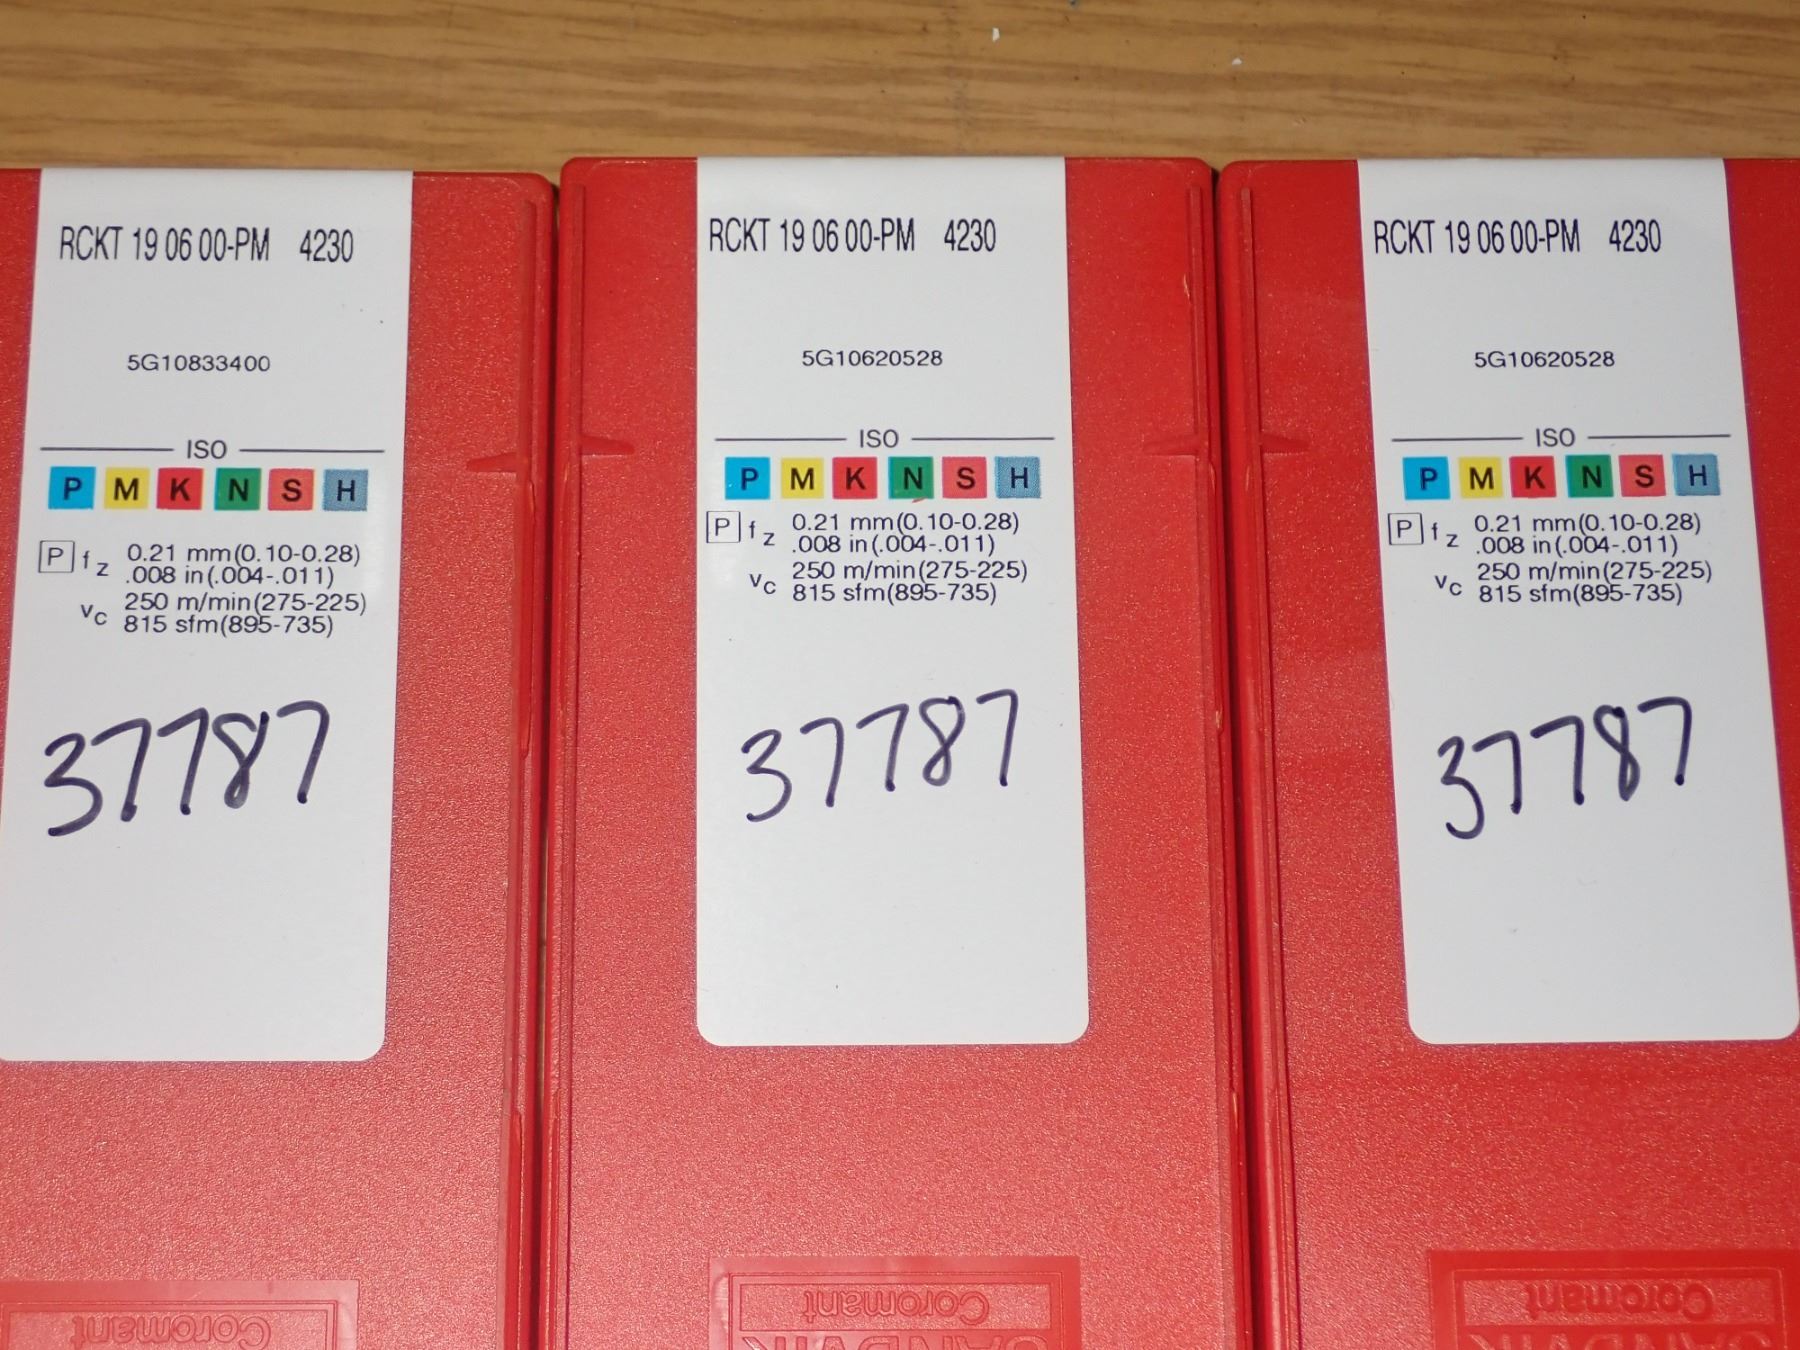 RCKT 19 06 00-PM 4230
5G10833400
ISO
P M K N S H
P fz 0.21 mm(0.10-0.28)
.008 in(.004-.011)
vc 250 m/min(275-225)
815 sfm(895-735)
37787
Coromant
RCKT 19 06 00-PM 4230
5G10620528
ISO
P M K N S H
P fz 0.21 mm(0.10-0.28)
.008 in(.004-.011)
vc 250 m/min(275-225)
815 sfm(895-735)
37787
Coromant
SANDVIK
RCKT 19 06 00-PM 4230
5G10620528
ISO
P M K N S H
P fz 0.21 mm(0.10-0.28)
.008 in(.004-.011)
vc 250 m/min(275-225)
815 sfm(895-735)
37787
Coromant
SANDVIK